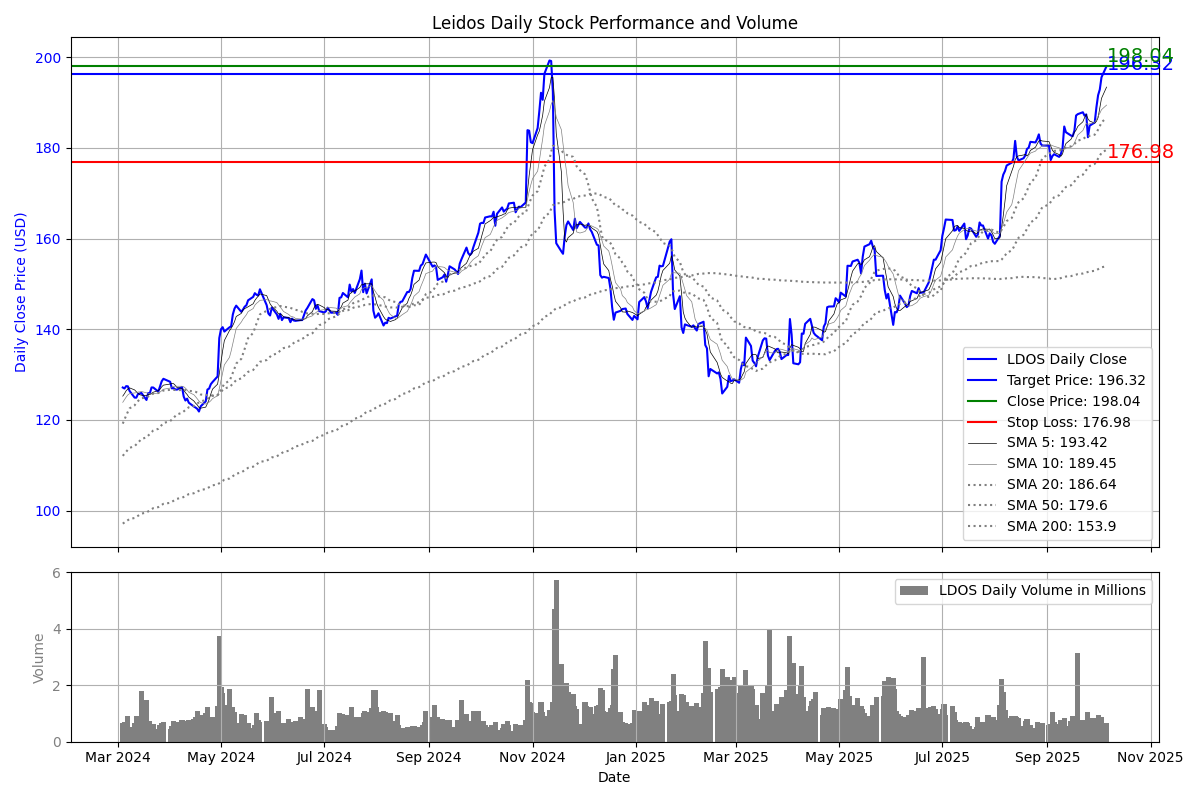 Leidos Daily Stock Performance and Volume
200
180
160
140
120
100
Daily Close Price (USD)
198.04
196.32
176.98
LDOS Daily Close
Target Price: 196.32
Close Price: 198.04
Stop Loss: 176.98
SMA 5: 193.42
SMA 10: 189.45
SMA 20: 186.64
SMA 50: 179.6
SMA 200: 153.9
6
4
2
0
Volume
LDOS Daily Volume in Millions
Mar 2024 May 2024 Jul 2024 Sep 2024 Nov 2024 Jan 2025 Mar 2025 May 2025 Jul 2025 Sep 2025 Nov 2025
Date